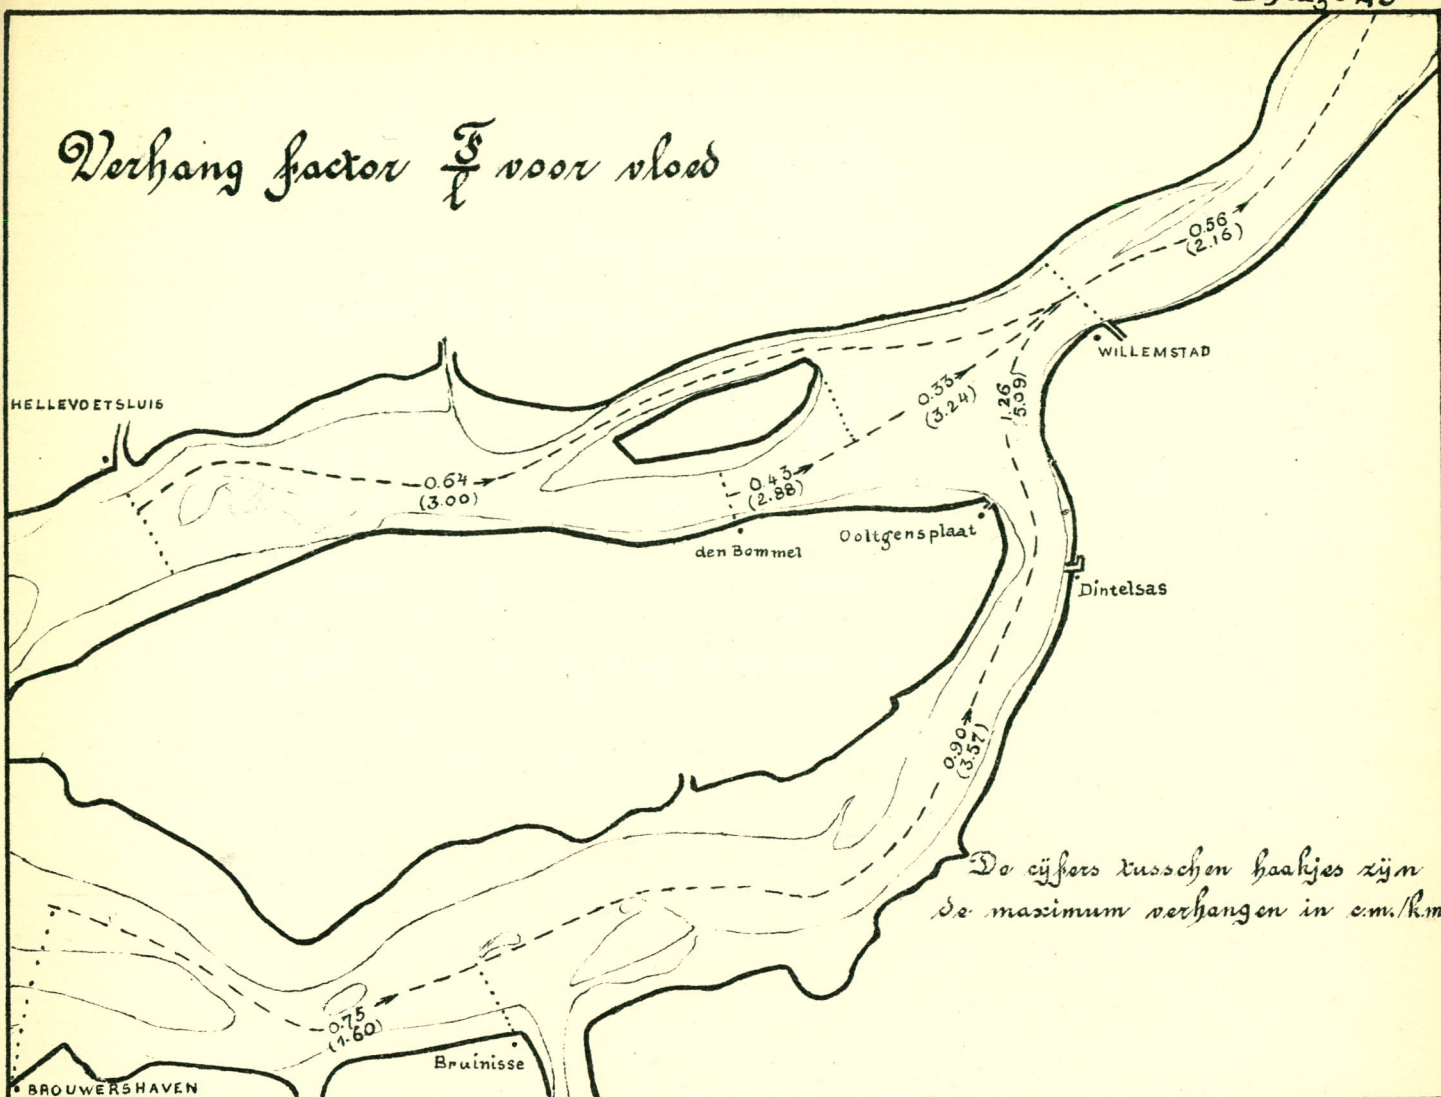 Verhang factor F/l voor vloed
0.56
(2.16)
WILLEMSTAD
HELLEVOETSLUIS
0.33
(3.24)
1.26
(5.09)
0.64
(3.00)
0.43
(2.88)
den Bommel
Ooltgensplaat
Dintelsas
0.90
(3.57)
De cijfers tusschen haakjes zijn
de maximum verhangen in c.m./k.m
0.75
(1.60)
Bruinisse
BROUWERSHAVEN